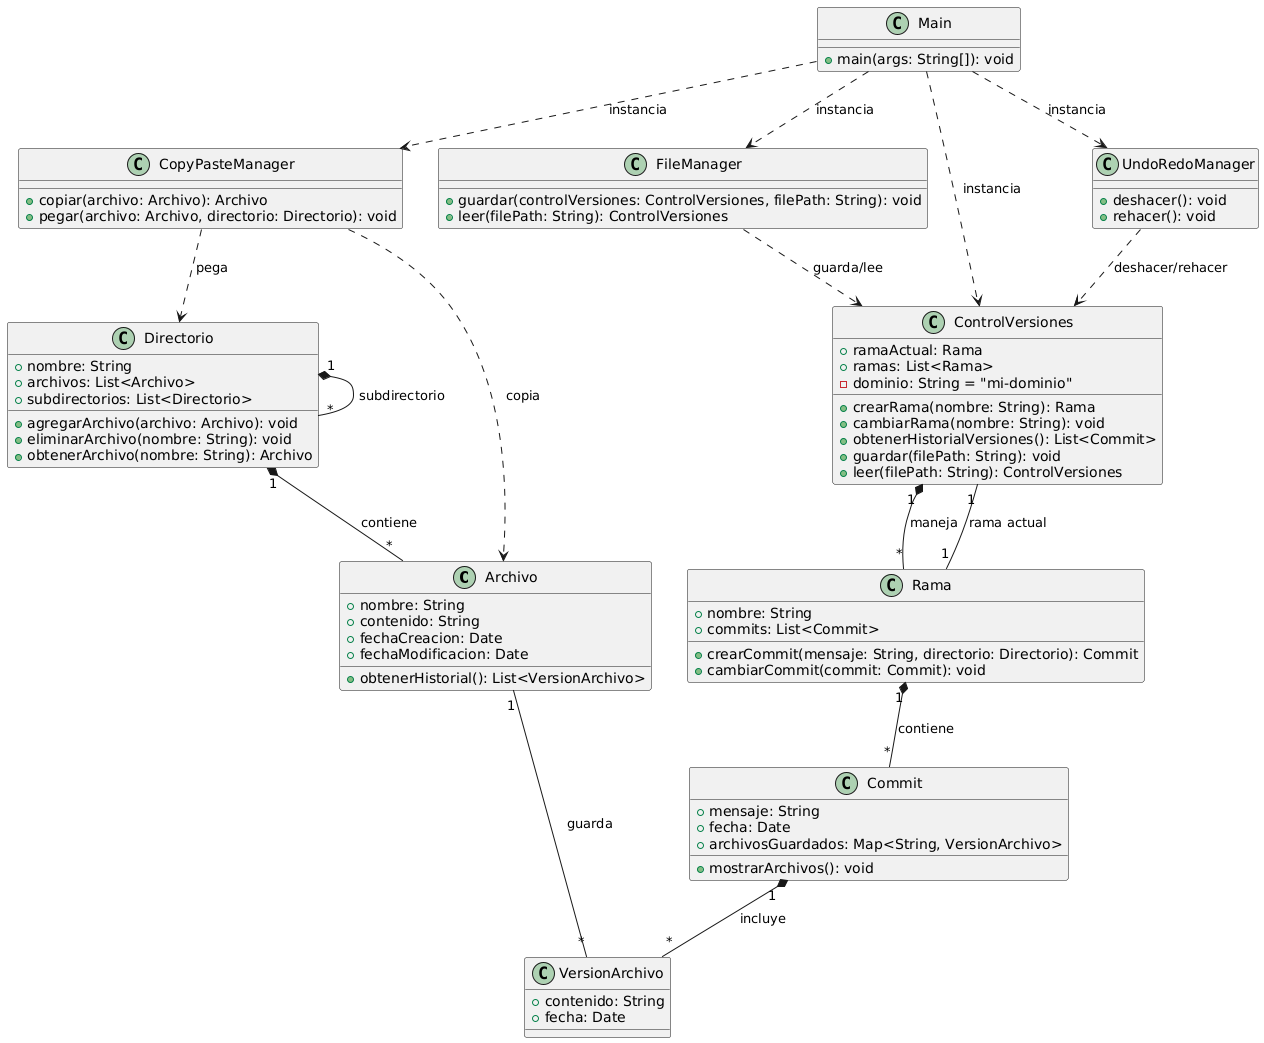 C Main
main(args: String[]): void
instancia
instancia
instancia
instancia
C CopyPasteManager
copiar(archivo: Archivo): Archivo
pegar(archivo: Archivo, directorio: Directorio): void
C FileManager
guardar(controlVersiones: ControlVersiones, filePath: String): void
leer(filePath: String): ControlVersiones
C UndoRedoManager
deshacer(): void
rehacer(): void
pega
copia
guarda/lee
deshacer/rehacer
C Directorio
nombre: String
archivos: List<Archivo>
subdirectorios: List<Directorio>
agregarArchivo(archivo: Archivo): void
eliminarArchivo(nombre: String): void
obtenerArchivo(nombre: String): Archivo
1
subdirectorio
*
C ControlVersiones
ramaActual: Rama
ramas: List<Rama>
dominio: String = "mi-dominio"
crearRama(nombre: String): Rama
cambiarRama(nombre: String): void
obtenerHistorialVersiones(): List<Commit>
guardar(filePath: String): void
leer(filePath: String): ControlVersiones
1
contiene
*
1
maneja
*
1
rama actual
1
C Archivo
nombre: String
contenido: String
fechaCreacion: Date
fechaModificacion: Date
obtenerHistorial(): List<VersionArchivo>
C Rama
nombre: String
commits: List<Commit>
crearCommit(mensaje: String, directorio: Directorio): Commit
cambiarCommit(commit: Commit): void
1
guarda
*
1
contiene
*
C Commit
mensaje: String
fecha: Date
archivosGuardados: Map<String, VersionArchivo>
mostrarArchivos(): void
1
incluye
*
C VersionArchivo
contenido: String
fecha: Date